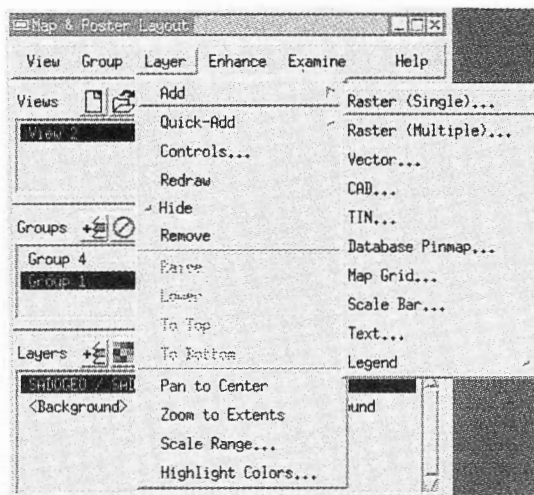 Map & Poster Layout
View Group Layer Enhance Examine Help
Views
View 2
Groups
Group 4
Group 1
Layers
SADOGEO / SAD
<Background>
ound
Add
Quick-Add
Controls...
Redraw
Hide
Remove
Raise
Lower
To Top
To Bottom
Pan to Center
Zoom to Extents
Scale Range...
Highlight Colors...
Raster (Single)...
Raster (Multiple)...
Vector...
CAD...
TIN...
Database Pinmap...
Map Grid...
Scale Bar...
Text...
Legend